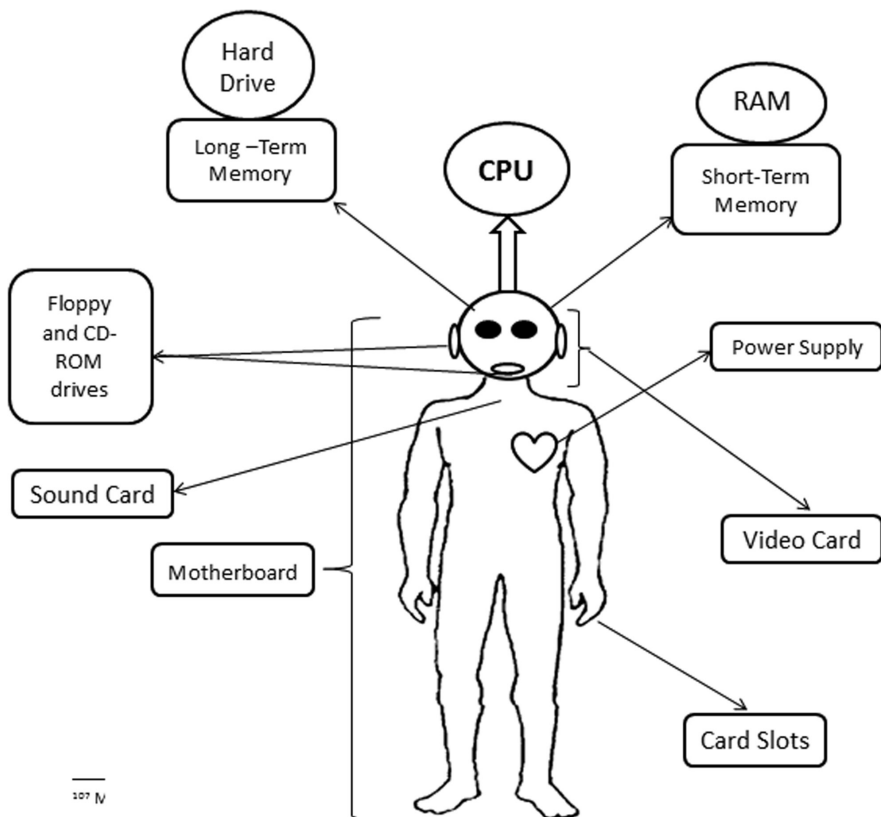 Hard
Drive
Long –Term
Memory
CPU
RAM
Short-Term
Memory
Floppy
and CD-
ROM
drives
Power Supply
Sound Card
Video Card
Motherboard
Card Slots
107 M